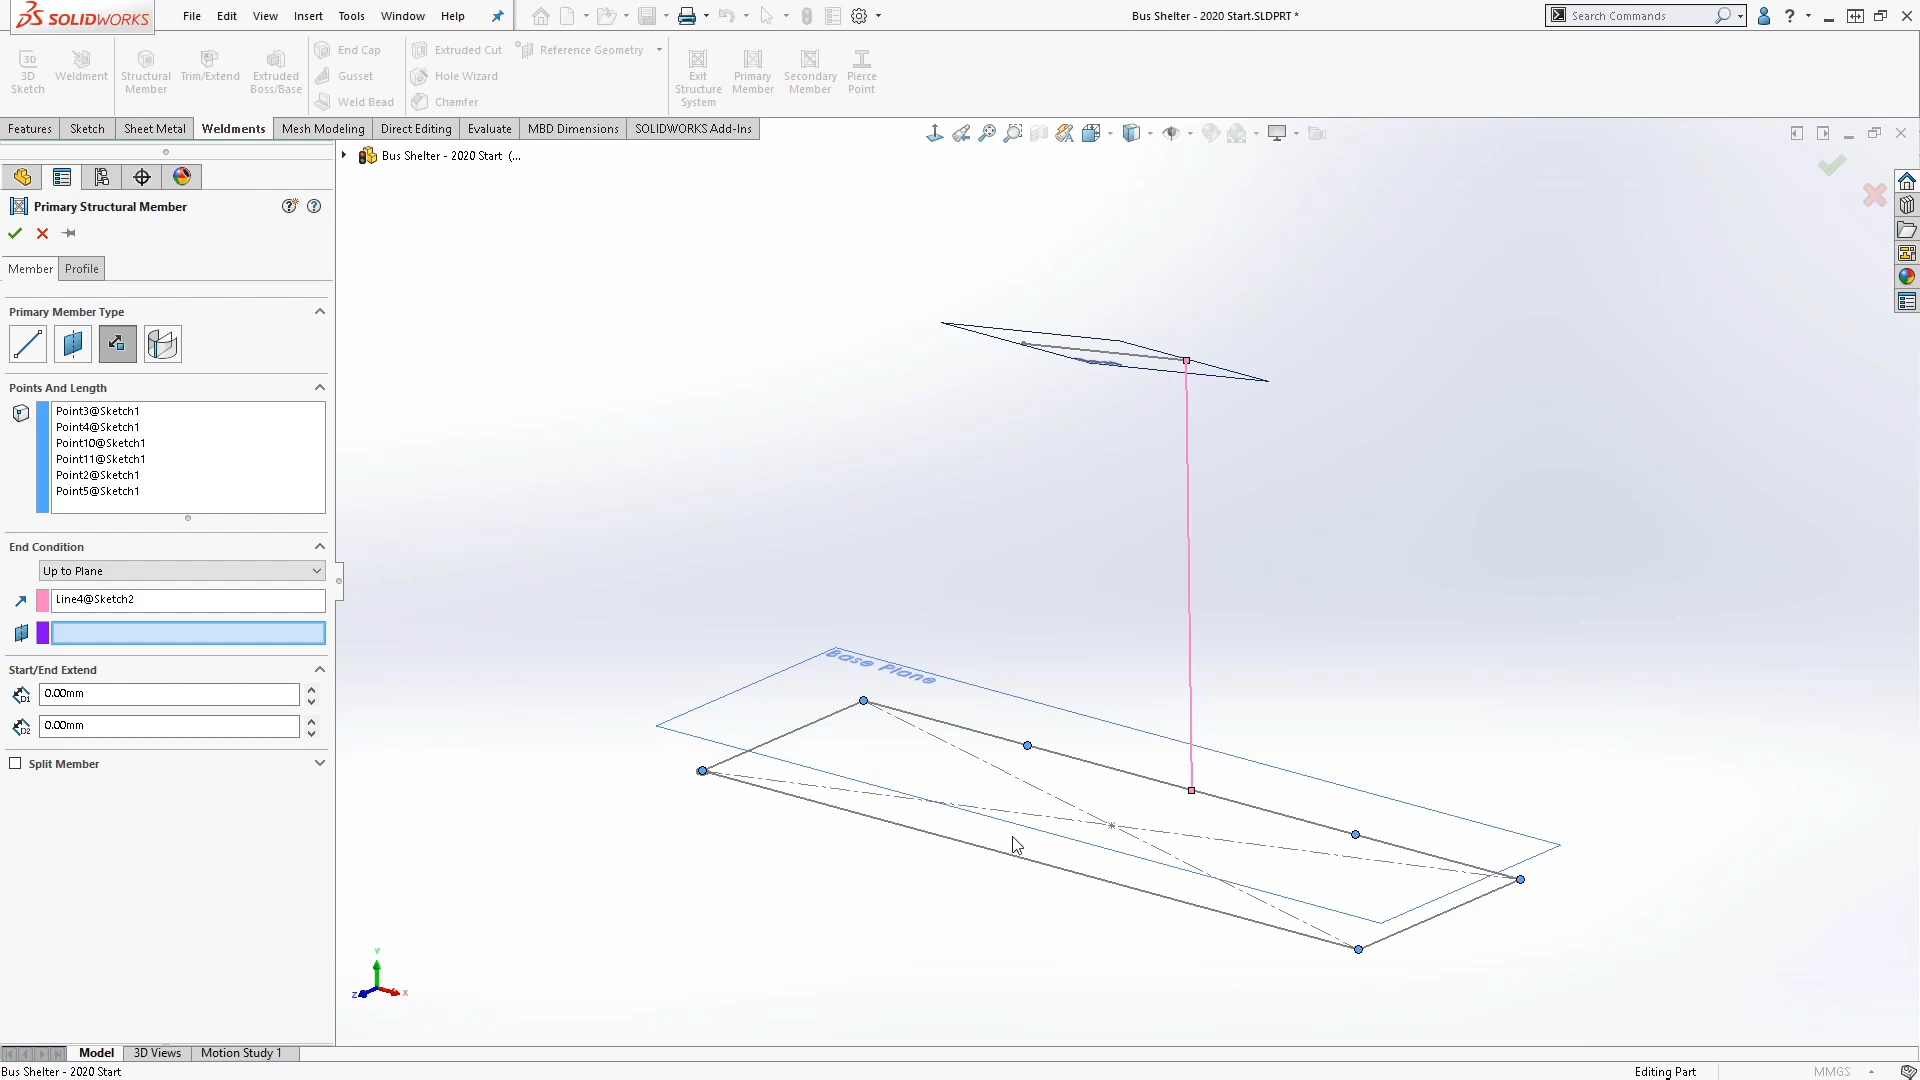 SOLIDWORKS
File Edit View Insert Tools Window Help
Bus Shelter - 2020 Start.SLDPRT *
Search Commands
3D Sketch
Weldment
Structural Member
Trim/Extend
Extruded Boss/Base
End Cap
Gusset
Weld Bead
Extruded Cut
Hole Wizard
Chamfer
Reference Geometry
Exit Structure System
Primary Member
Secondary Member
Pierce Point
Features Sketch Sheet Metal Weldments Mesh Modeling Direct Editing Evaluate MBD Dimensions SOLIDWORKS Add-Ins
Bus Shelter - 2020 Start (...
Primary Structural Member
Member Profile
Primary Member Type
Points And Length
Point3@Sketch1
Point4@Sketch1
Point10@Sketch1
Point11@Sketch1
Point2@Sketch1
Point5@Sketch1
End Condition
Up to Plane
Line4@Sketch2
Start/End Extend
D1 0.00mm
D2 0.00mm
Split Member
Base Plane
Y
Z
X
Model 3D Views Motion Study 1
Bus Shelter - 2020 Start
Editing Part
MMGS